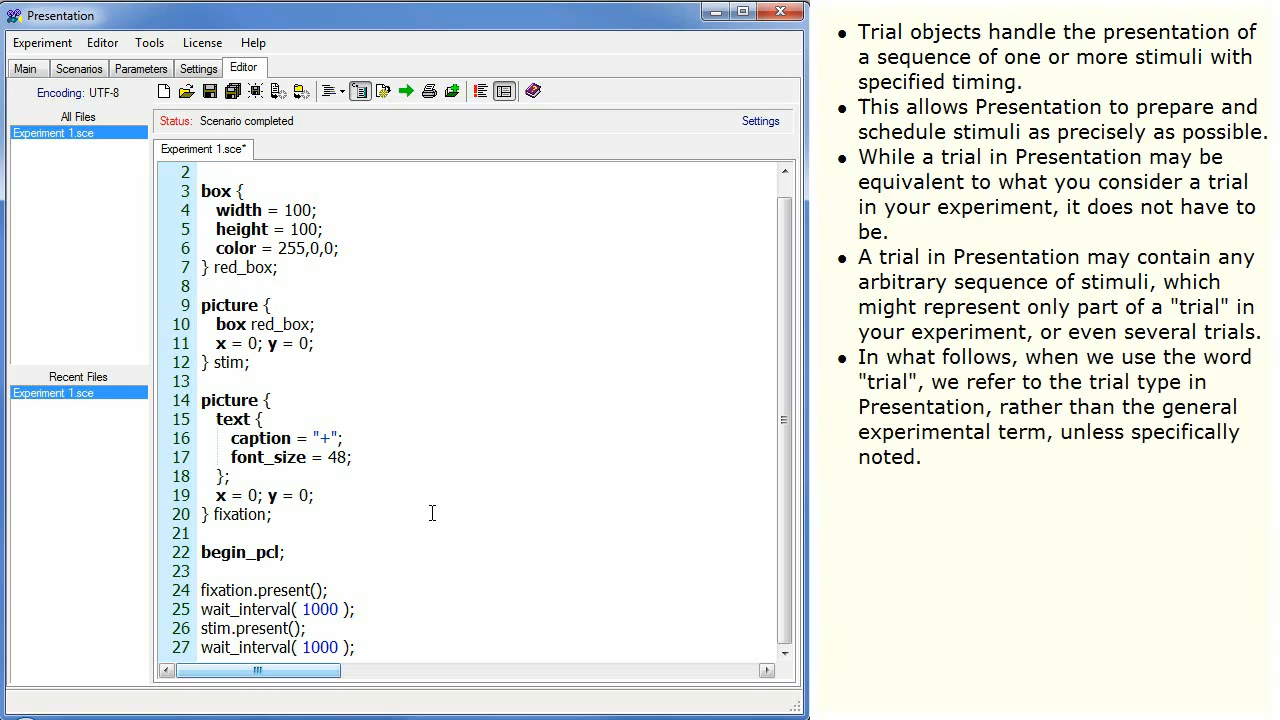 Presentation
Experiment Editor Tools License Help
Main Scenarios Parameters Settings Editor
Encoding: UTF-8
All Files
Experiment 1.sce
Recent Files
Experiment 1.sce
Status: Scenario completed Settings
Experiment 1.sce*
2
3 box {
4 width = 100;
5 height = 100;
6 color = 255,0,0;
7 } red_box;
8
9 picture {
10 box red_box;
11 x = 0; y = 0;
12 } stim;
13
14 picture {
15 text {
16 caption = "+";
17 font_size = 48;
18 };
19 x = 0; y = 0;
20 } fixation;
21
22 begin_pcl;
23
24 fixation.present();
25 wait_interval( 1000 );
26 stim.present();
27 wait_interval( 1000 );
• Trial objects handle the presentation of
a sequence of one or more stimuli with
specified timing.
• This allows Presentation to prepare and
schedule stimuli as precisely as possible.
• While a trial in Presentation may be
equivalent to what you consider a trial
in your experiment, it does not have to
be.
• A trial in Presentation may contain any
arbitrary sequence of stimuli, which
might represent only part of a "trial" in
your experiment, or even several trials.
• In what follows, when we use the word
"trial", we refer to the trial type in
Presentation, rather than the general
experimental term, unless specifically
noted.